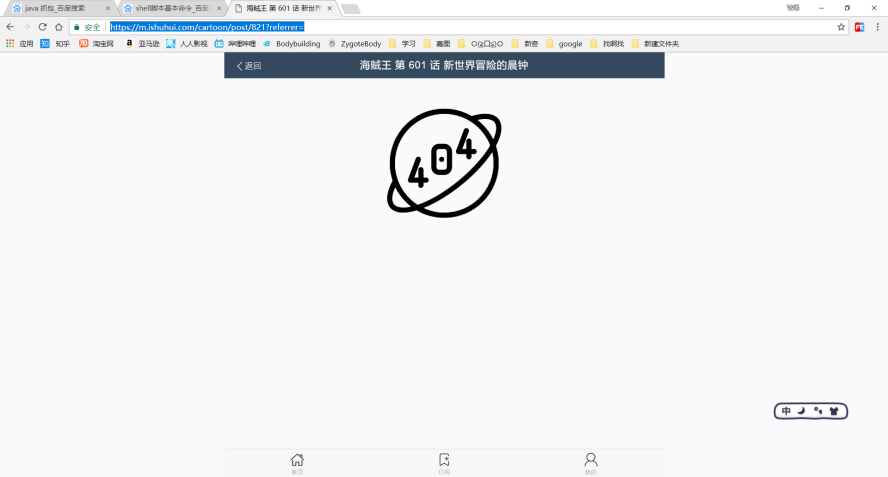 java 抓包_百度搜索
shell脚本基本命令_百度
海贼王 第 601 话 新世界
安全
https://m.ishuhui.com/cartoon/post/821?referrer=
应用 知 知乎 淘 淘宝网 a 亚马逊 人人影视 哔哩哔哩 Bodybuilding ZygoteBody 学习 嘉图 新奇 google 找啊找 新建文件夹
返回
海贼王 第 601 话 新世界冒险的晨钟
404
中
首页 订阅 我的